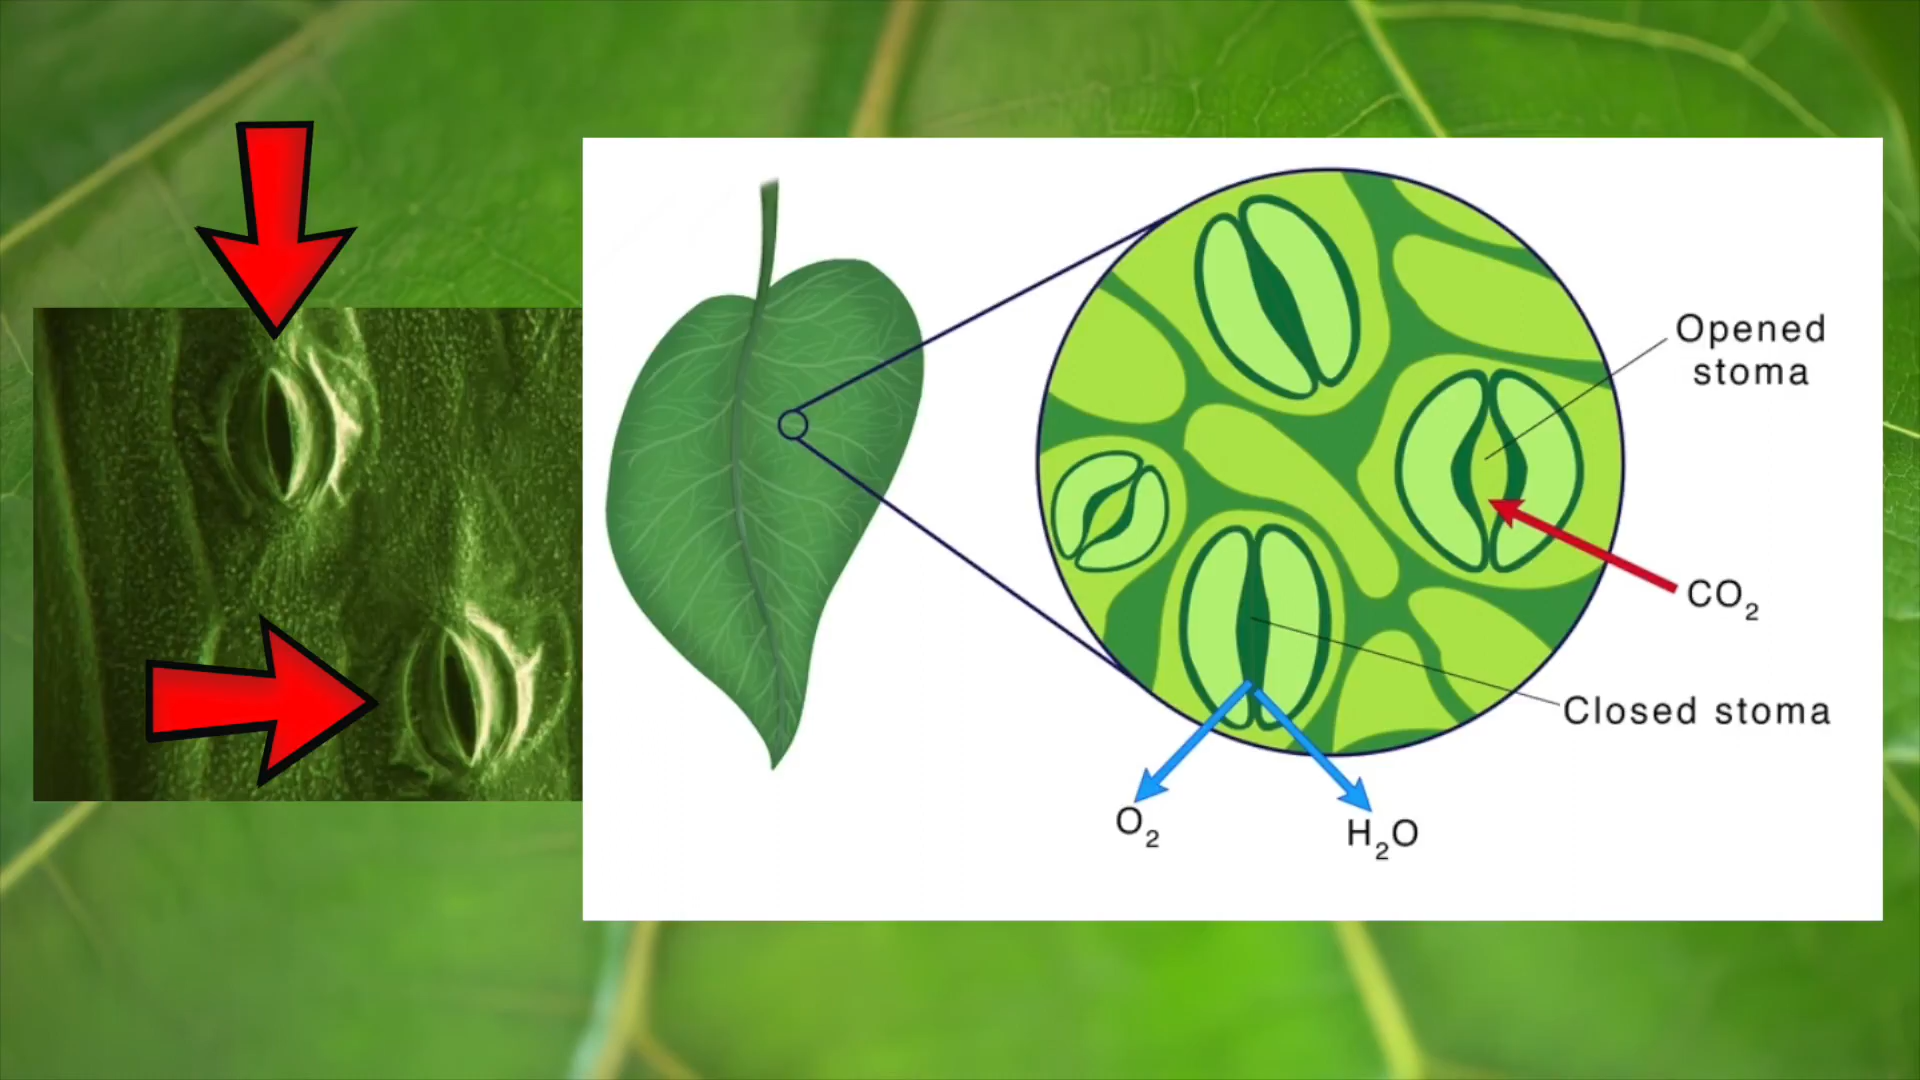 Opened
stoma
CO₂
Closed stoma
O₂
H₂O